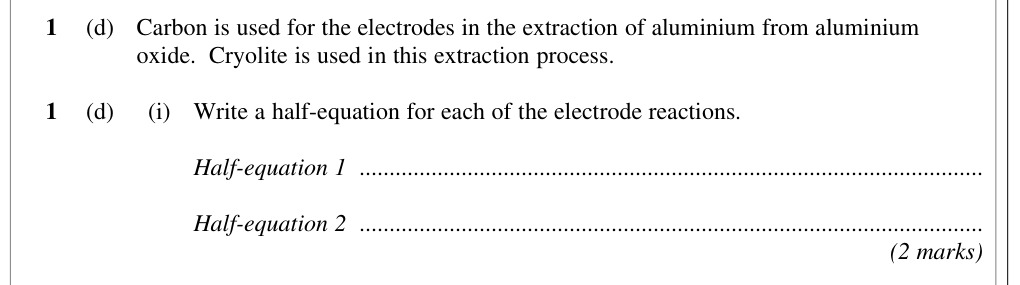 1 (d) Carbon is used for the electrodes in the extraction of aluminium from aluminium
oxide. Cryolite is used in this extraction process.
1 (d) (i) Write a half-equation for each of the electrode reactions.
Half-equation 1 ........................................................................................................
Half-equation 2 ........................................................................................................
(2 marks)